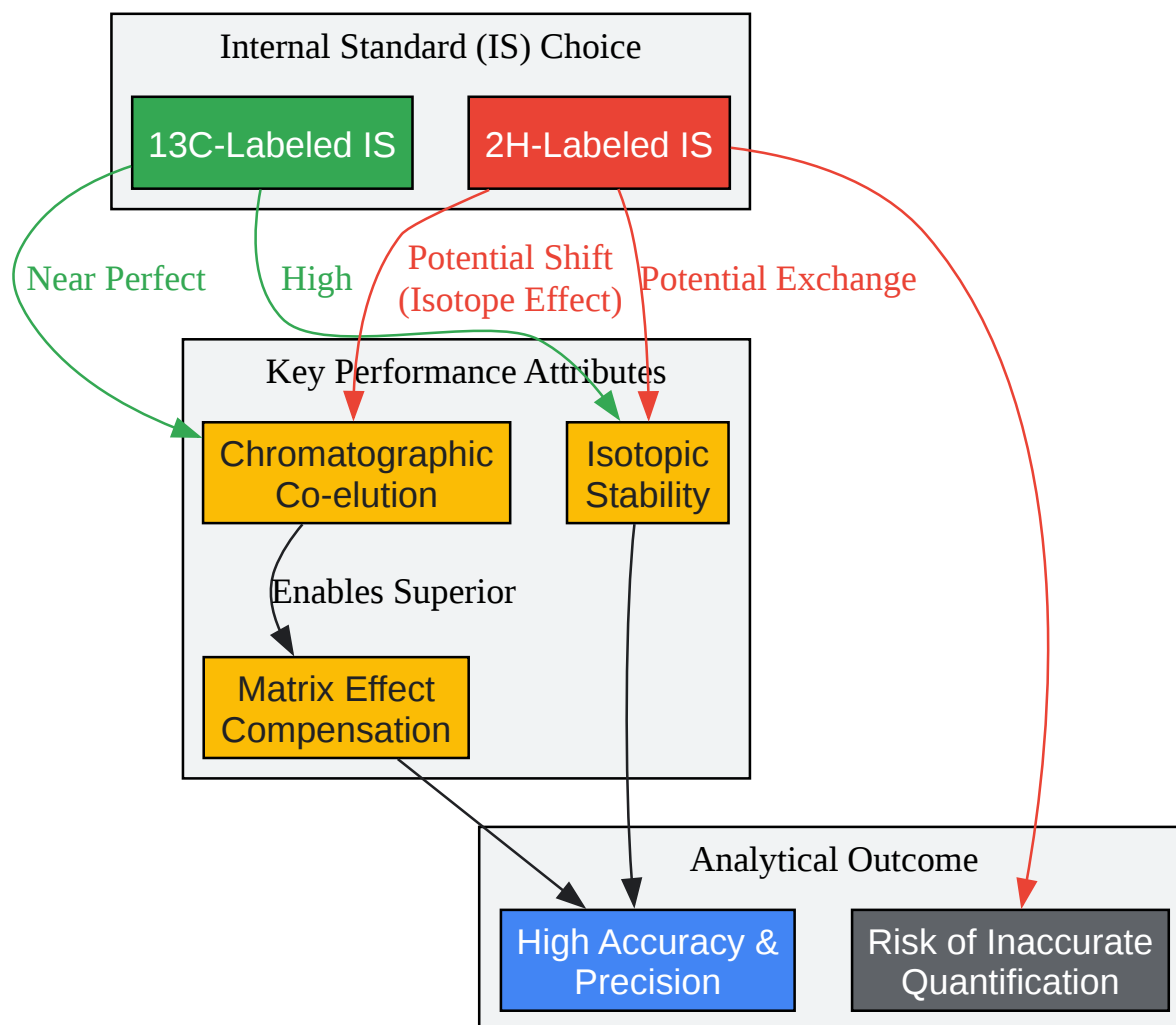 Internal Standard (IS) Choice
13C-Labeled IS
2H-Labeled IS
Near Perfect
High
Potential Shift
(Isotope Effect)
Potential Exchange
Key Performance Attributes
Chromatographic
Co-elution
Isotopic
Stability
Enables Superior
Matrix Effect
Compensation
Analytical Outcome
High Accuracy &
Precision
Risk of Inaccurate
Quantification